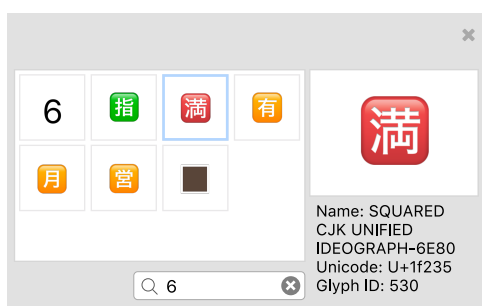 6 指 満 有
満
月 営
Name: SQUARED
CJK UNIFIED
IDEOGRAPH-6E80
Unicode: U+1f235
Glyph ID: 530
6